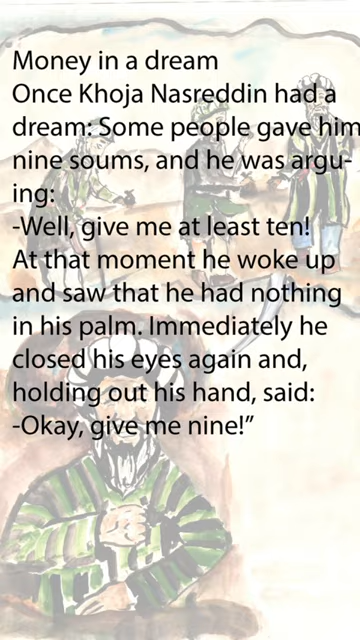 Money in a dream
Once Khoja Nasreddin had a
dream: Some people gave him
nine soums, and he was argu-
ing:
-Well, give me at least ten!
At that moment he woke up
and saw that he had nothing
in his palm. Immediately he
closed his eyes again and,
holding out his hand, said:
-Okay, give me nine!”